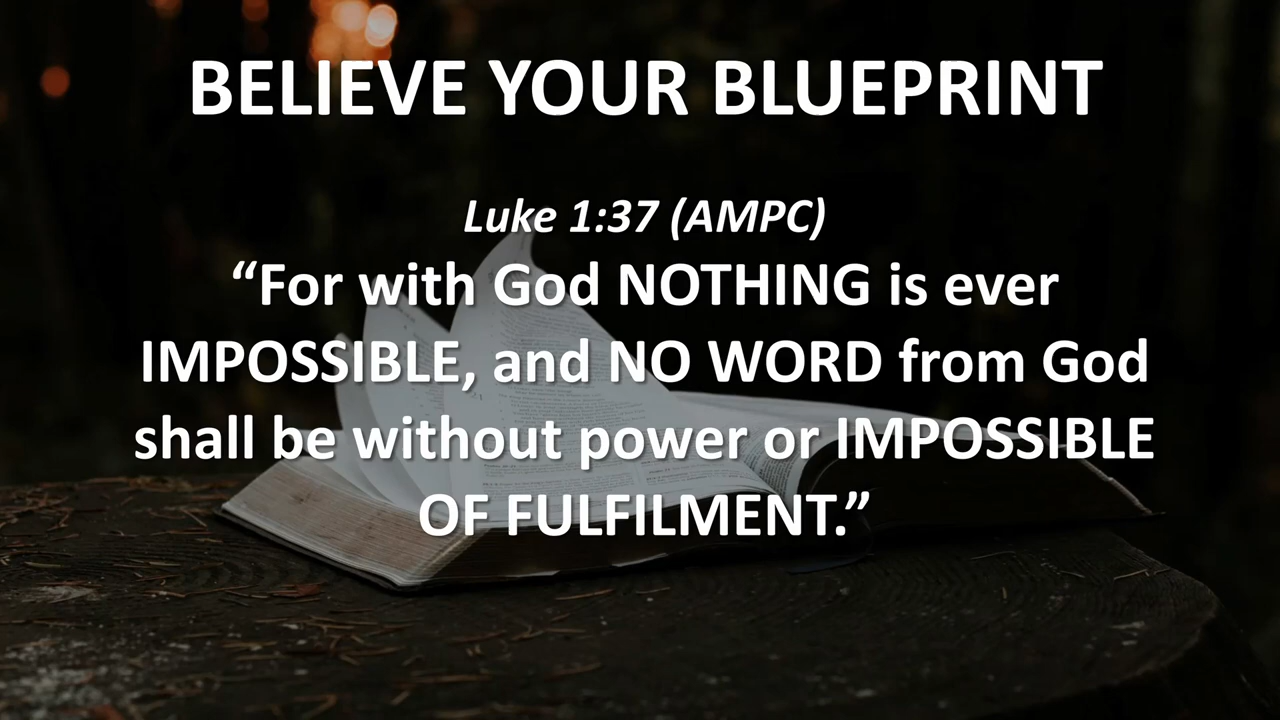 BELIEVE YOUR BLUEPRINT
Luke 1:37 (AMPC)
“For with God NOTHING is ever
IMPOSSIBLE, and NO WORD from God
shall be without power or IMPOSSIBLE
OF FULFILMENT.”